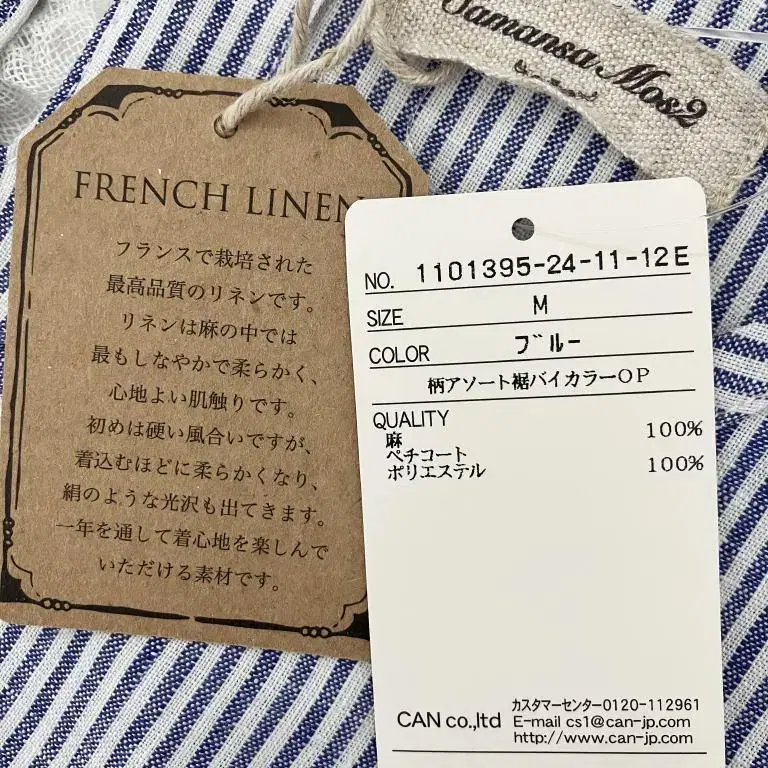 Samansa Mos2
FRENCH LINEN
フランスで栽培された
最高品質のリネンです。
リネンは麻の中では
最もしなやかで柔らかく、
心地よい肌触りです。
初めは硬い風合いですが、
着込むほどに柔らかくなり、
絹のような光沢も出てきます。
一年を通して着心地を楽しんで
いただける素材です。
NO. 1101395-24-11-12E
SIZE M
COLOR ブルー
柄アソート裾バイカラーOP
QUALITY
麻 100%
ペチコート
ポリエステル 100%
CAN co.,ltd
カスタマーセンター0120-112961
E-mail cs1@can-jp.com
http://www.can-jp.com